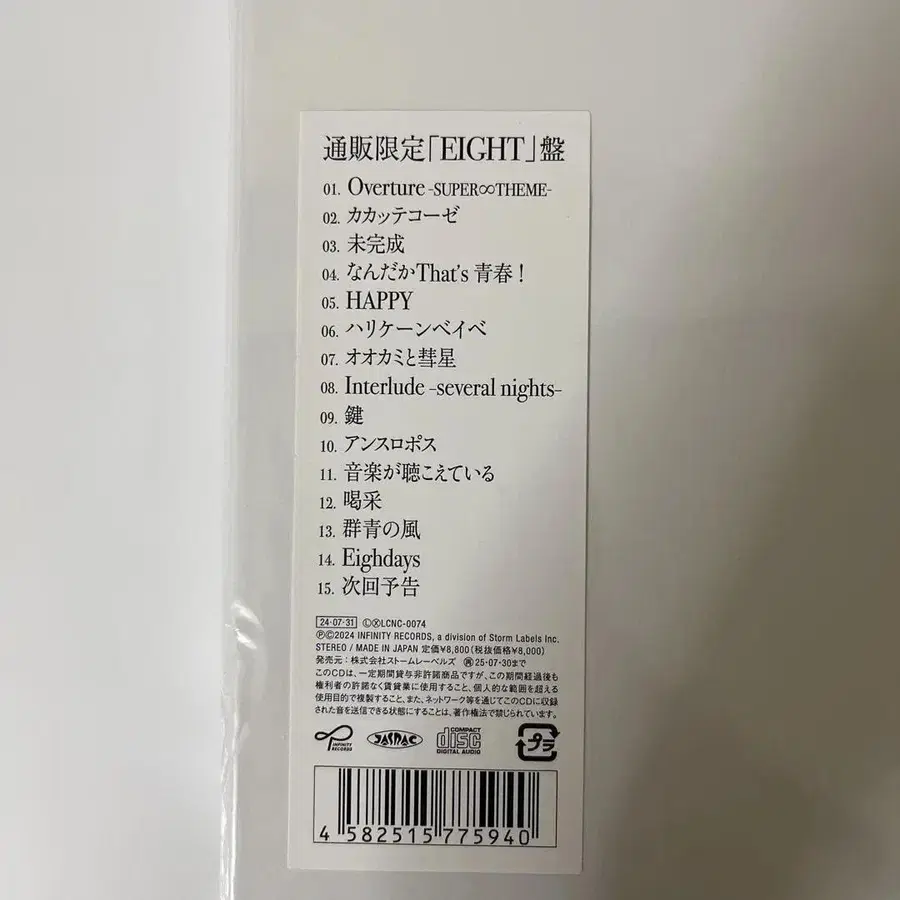 通販限定「EIGHT」盤
01. Overture -SUPER∞THEME-
02. カカッテコーゼ
03. 未完成
04. なんだかThat's 青春！
05. HAPPY
06. ハリケーンベイベ
07. オオカミと彗星
08. Interlude -several nights-
09. 鍵
10. アンスロポス
11. 音楽が聴こえている
12. 喝采
13. 群青の風
14. Eighdays
15. 次回予告
24･07･31 ⓁⓍLCNC-0074
ⓅⒸ2024 INFINITY RECORDS, a division of Storm Labels Inc.
STEREO / MADE IN JAPAN 定価¥8,800（税抜価格¥8,000）
発売元：株式会社ストームレーベルズ ㊢25･07･30まで
このCDは、一定期間貸与非許諾商品ですが、この期間経過後も
権利者の許諾なく賃貸業に使用すること、個人的な範囲を超える
使用目的で複製すること、また、ネットワーク等を通じてこのCDに収録
された音を送信できる状態にすることは、著作権法で禁じられています。
INFINITY RECORDS
JASRAC
COMPACT disc DIGITAL AUDIO
プラ
4 582515 775940